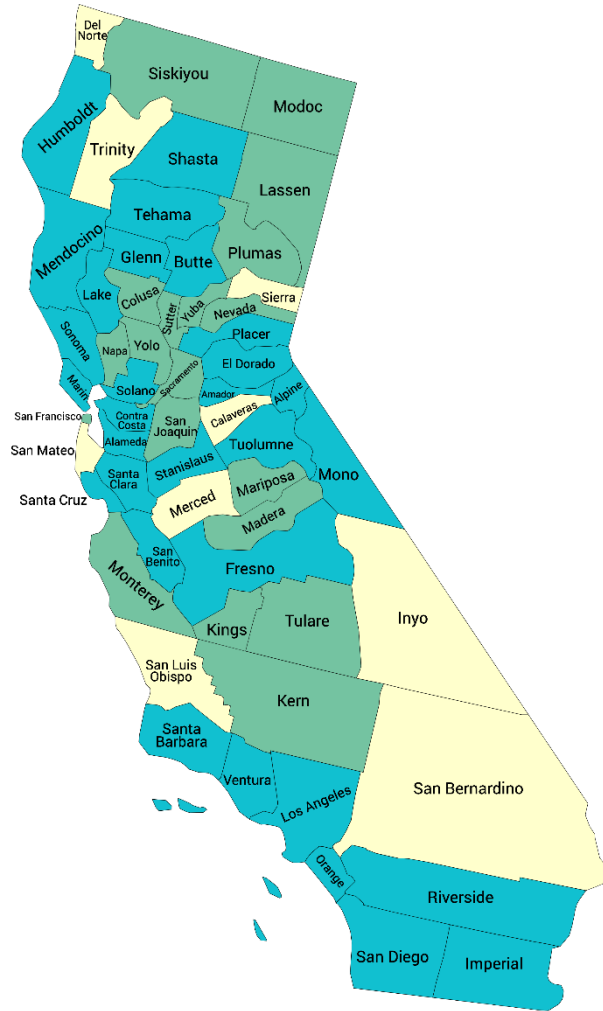 Del
Norte
Siskiyou
Modoc
Humboldt
Trinity
Shasta
Lassen
Tehama
Mendocino
Glenn
Butte
Plumas
Lake
Colusa
Sutter
Yuba
Sierra
Nevada
Sonoma
Napa
Yolo
Placer
El Dorado
Sacramento
Marin
Solano
Amador
Alpine
San Francisco
Contra
Costa
San
Joaquin
Calaveras
San Mateo
Alameda
Tuolumne
Santa
Clara
Stanislaus
Mono
Santa Cruz
Merced
Mariposa
Madera
San
Benito
Fresno
Monterey
Kings
Tulare
Inyo
San Luis
Obispo
Kern
Santa
Barbara
Ventura
Los Angeles
San Bernardino
Orange
Riverside
San Diego
Imperial